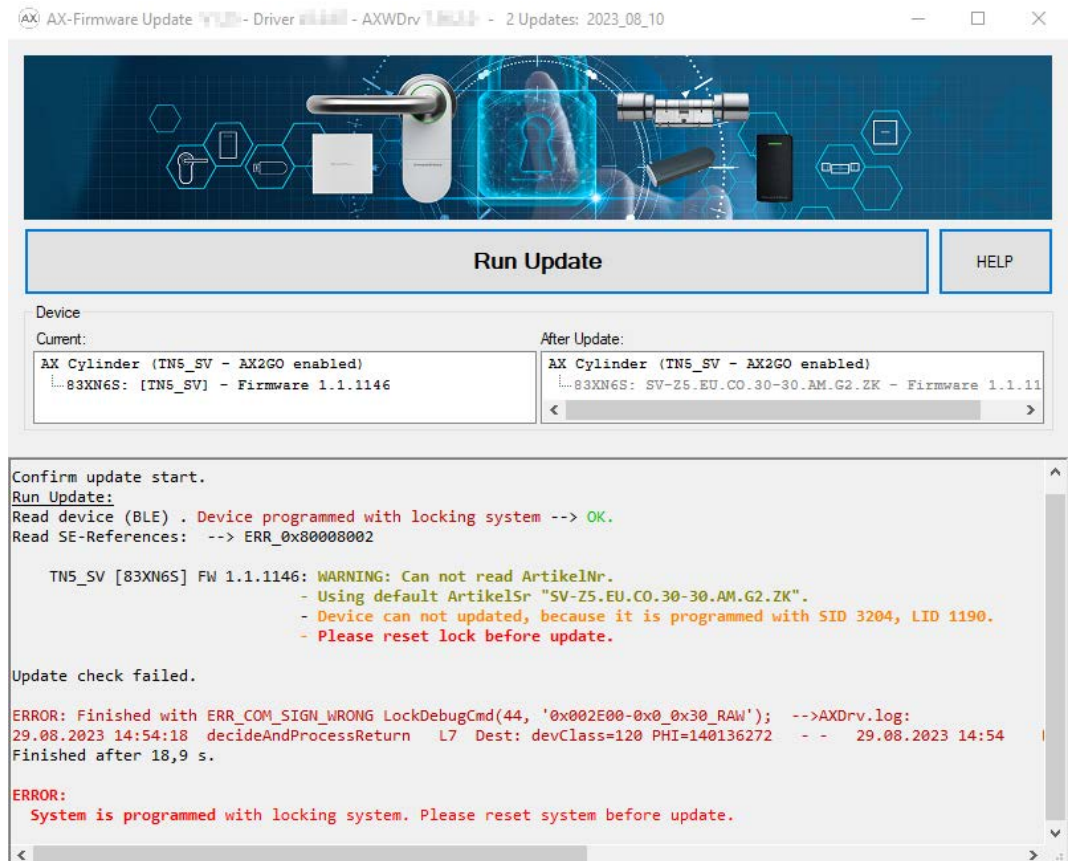 AX AX-Firmware Update - Driver - AXWDrv - 2 Updates: 2023_08_10
Run Update
HELP
Device
Current:
After Update:
AX Cylinder (TN5_SV - AX2GO enabled)
83XN6S: [TN5_SV] - Firmware 1.1.1146
AX Cylinder (TN5_SV - AX2GO enabled)
83XN6S: SV-Z5.EU.CO.30-30.AM.G2.ZK - Firmware 1.1.11
Confirm update start.
Run Update:
Read device (BLE) . Device programmed with locking system --> OK.
Read SE-References: --> ERR_0x80008002
TN5_SV [83XN6S] FW 1.1.1146: WARNING: Can not read ArtikelNr.
- Using default ArtikelSr "SV-Z5.EU.CO.30-30.AM.G2.ZK".
- Device can not updated, because it is programmed with SID 3204, LID 1190.
- Please reset lock before update.
Update check failed.
ERROR: Finished with ERR_COM_SIGN_WRONG LockDebugCmd(44, '0x002E00-0x0_0x30_RAW'); -->AXDrv.log:
29.08.2023 14:54:18 decideAndProcessReturn L7 Dest: devClass=120 PHI=140136272 - - 29.08.2023 14:54
Finished after 18,9 s.
ERROR:
System is programmed with locking system. Please reset system before update.